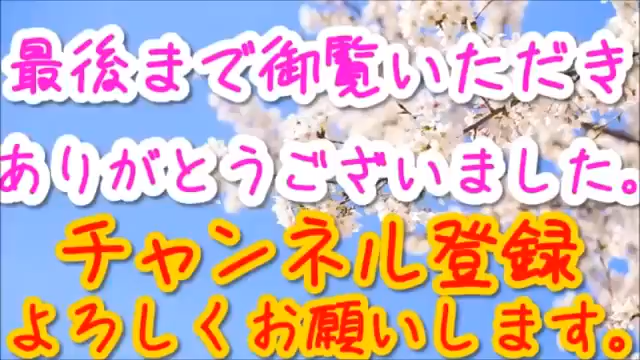 最後まで御覧いただき
ありがとうございました。
チャンネル登録
よろしくお願いします。